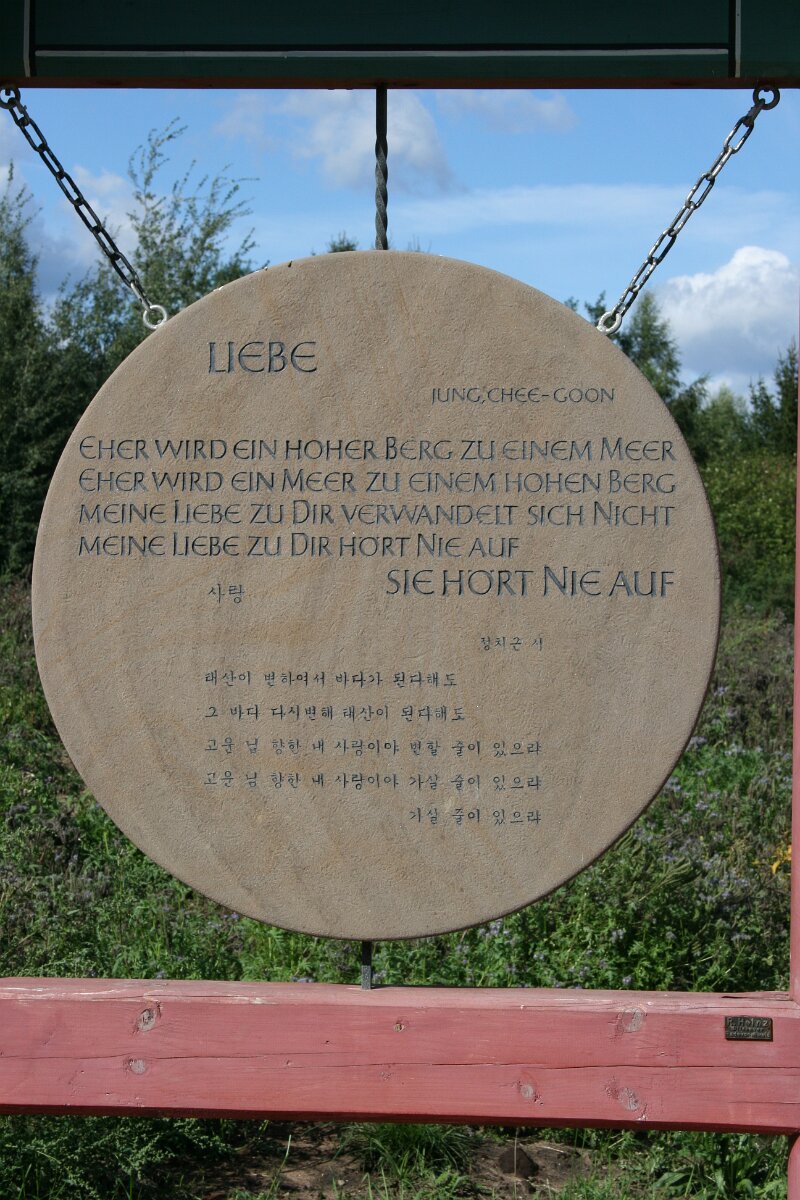 LIEBE
JUNG, CHEE-GOON
EHER WIRD EIN HOHER BERG ZU EINEM MEER
EHER WIRD EIN MEER ZU EINEM HOHEN BERG
MEINE LIEBE ZU DIR VERWANDELT SICH NICHT
MEINE LIEBE ZU DIR HÖRT NIE AUF
SIE HÖRT NIE AUF
사랑
정치근 시
태산이 변하여서 바다가 된다해도
그 바다 다시변해 태산이 된다해도
고운 님 향한 내 사랑이야 변할 줄이 있으랴
고운 님 향한 내 사랑이야 가실 줄이 있으랴
가실 줄이 있으랴
Heinz